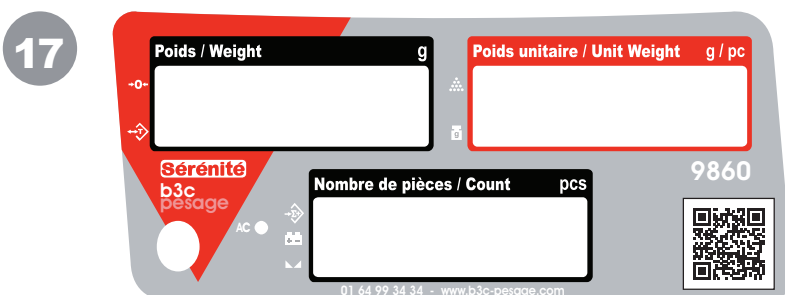 17
Poids / Weight g
Poids unitaire / Unit Weight g / pc
→0←
↔T
g
Sérénité
b3c
pesage
9860
Nombre de pièces / Count pcs
→E←
AC
01 64 99 34 34 - www.b3c-pesage.com